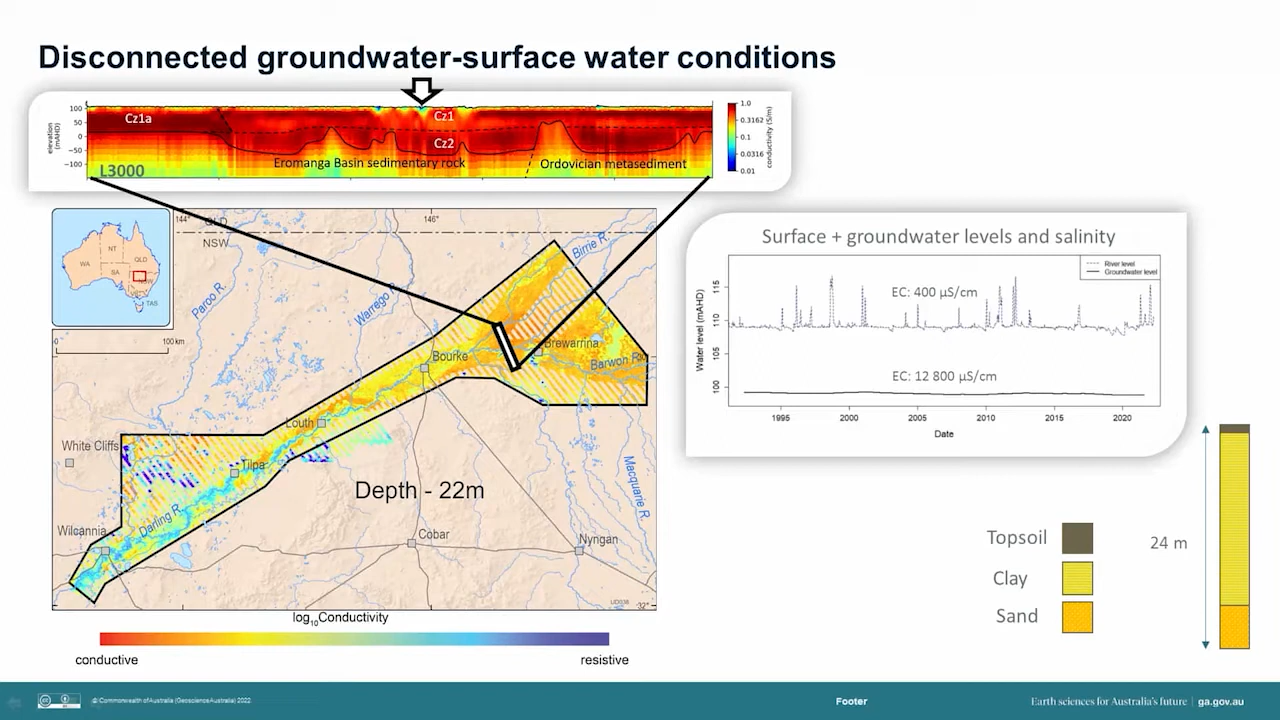 Disconnected groundwater-surface water conditions
100
50
0
−50
−100
elevation
(mAHD)
Cz1a
Cz1
Cz2
Eromanga Basin sedimentary rock
Ordovician metasediment
L3000
1.0
0.3162
0.1
0.0316
0.01
conductivity (S/m)
144°
QLD
146°
NSW
WA
NT
SA
QLD
TAS
0
100 km
Paroo R.
Warrego
Birrie R.
Bourke
Brewarrina
Barwon R.
Louth
White Cliffs
Tilpa
Depth - 22m
Macquarie R.
Darling R.
Wilcannia
Cobar
Nyngan
-32°
log10Conductivity
conductive
resistive
Surface + groundwater levels and salinity
River level
Groundwater level
EC: 400 µS/cm
EC: 12 800 µS/cm
Water level (mAHD)
115
105
100
1995
2000
2005
2010
2015
2020
Date
Topsoil
Clay
Sand
24 m
© Commonwealth of Australia (Geoscience Australia) 2022
Footer
Earth sciences for Australia's future | ga.gov.au